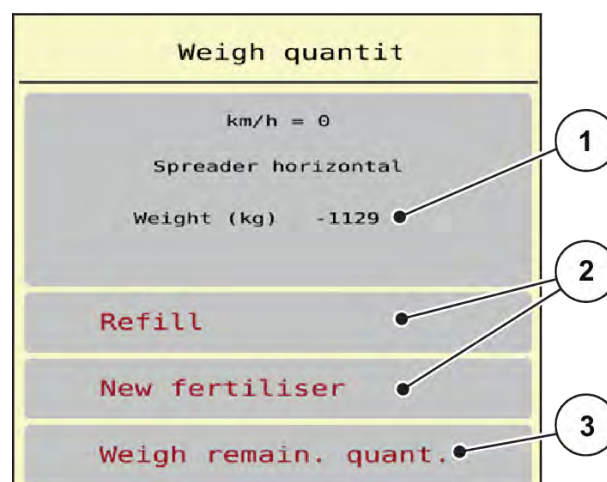 Weigh quantit
km/h = 0
Spreader horizontal
Weight (kg) -1129
1
2
Refill
New fertiliser
3
Weigh remain. quant.